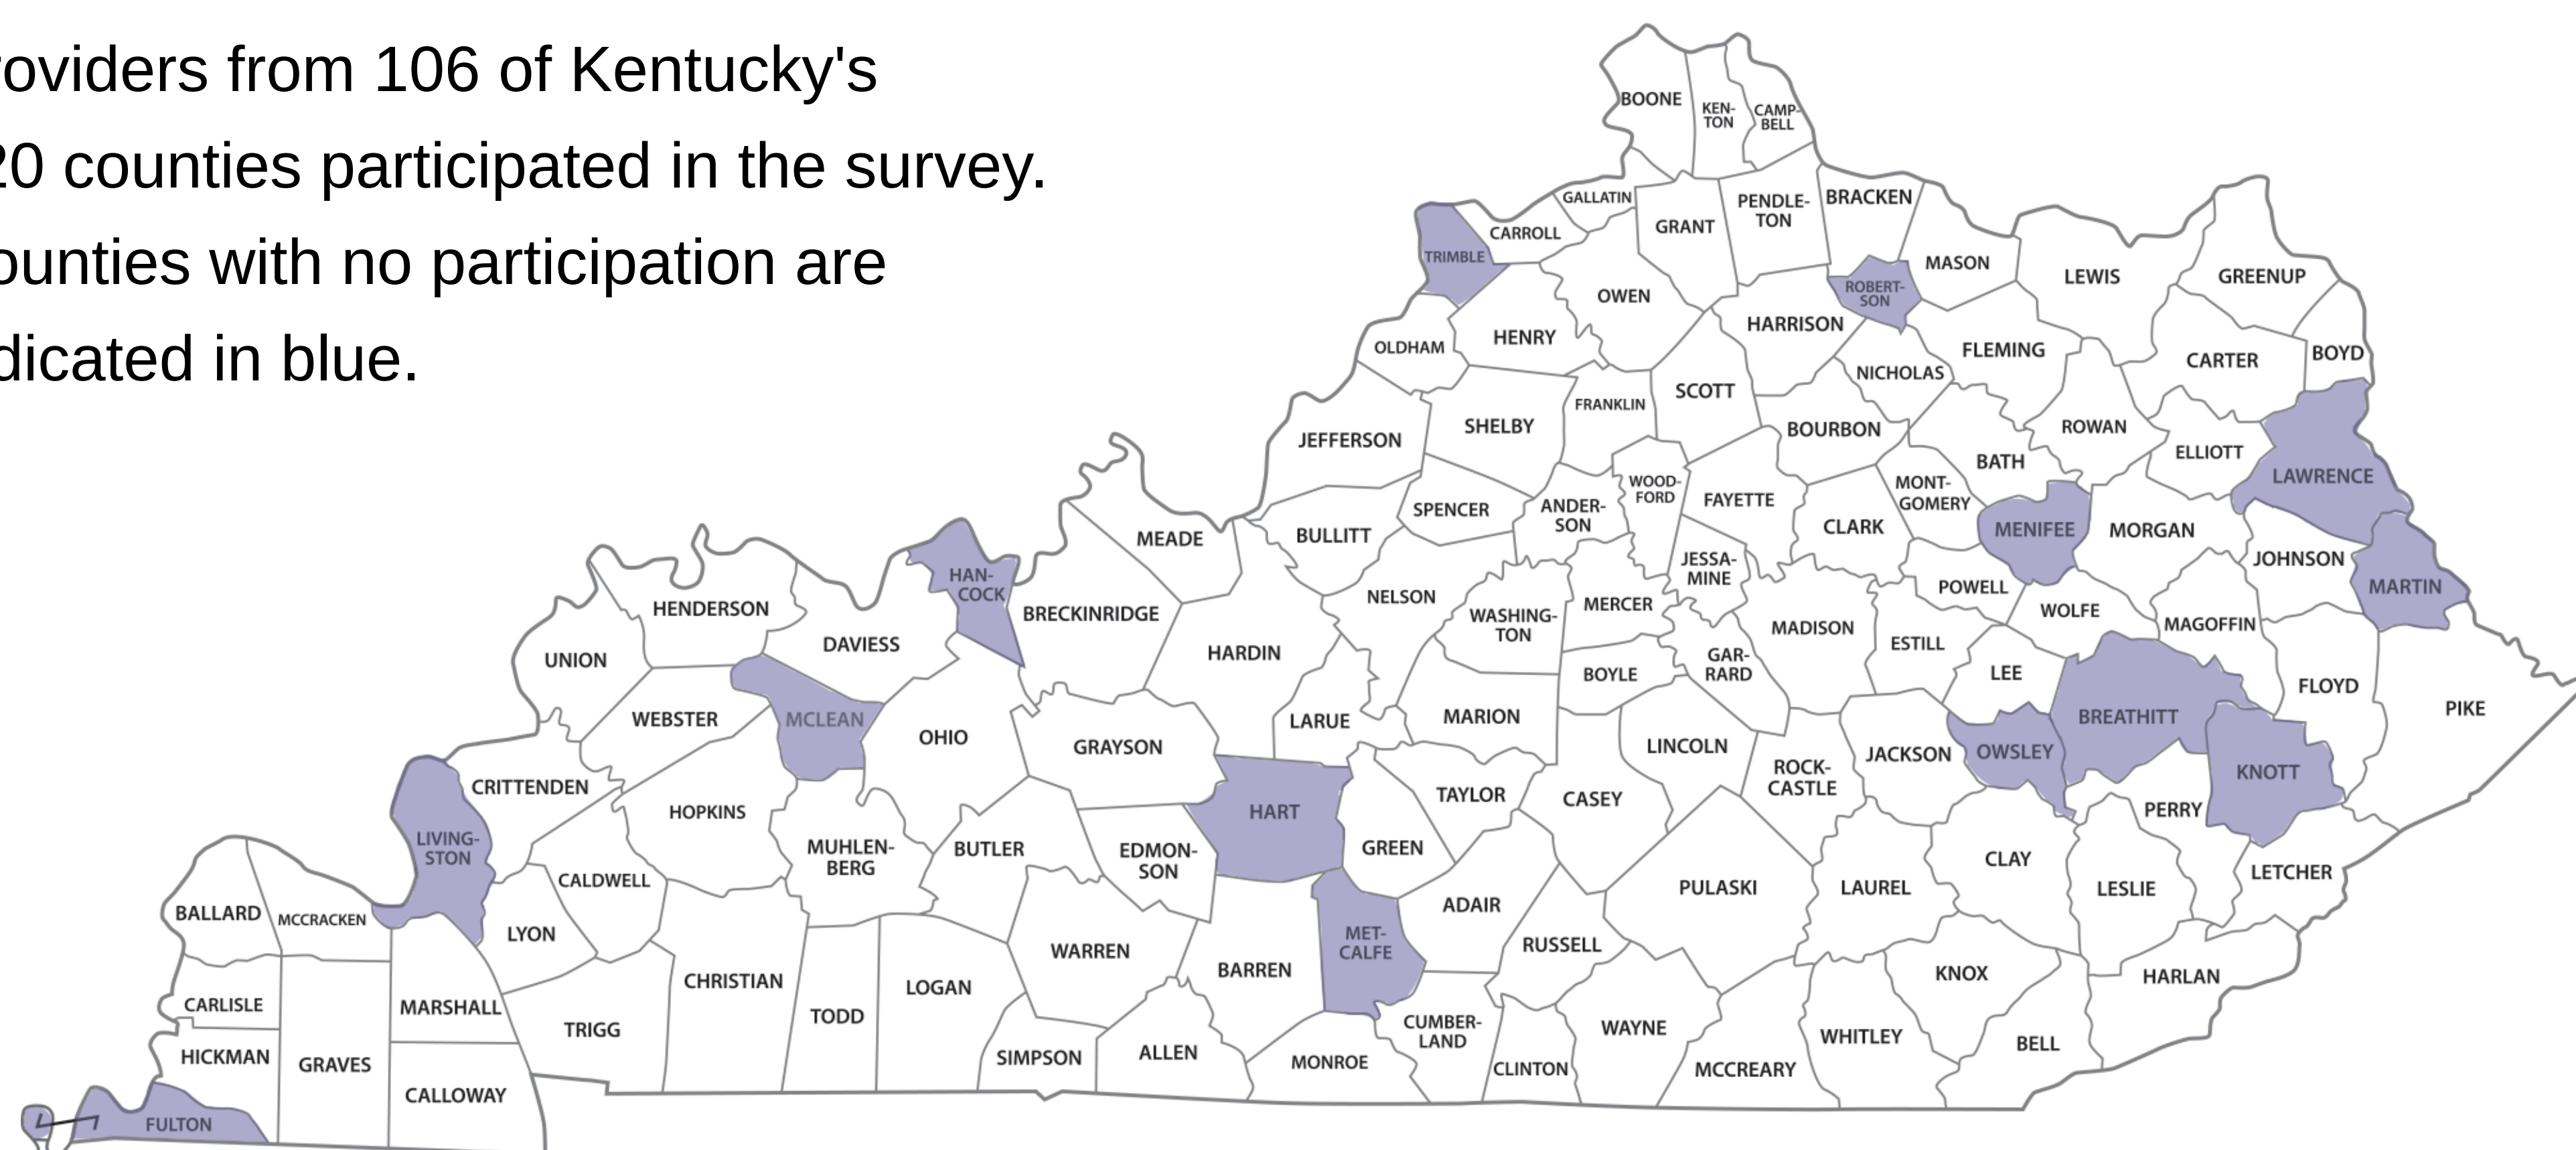 roviders from 106 of Kentucky's
20 counties participated in the survey.
ounties with no participation are
dicated in blue.
BOONE
KEN-
TON
CAMP-
BELL
GALLATIN
CARROLL
TRIMBLE
GRANT
PENDLE-
TON
BRACKEN
ROBERT-
SON
MASON
LEWIS
GREENUP
OWEN
HENRY
OLDHAM
HARRISON
NICHOLAS
FLEMING
CARTER
BOYD
JEFFERSON
SHELBY
FRANKLIN
SCOTT
BOURBON
BATH
ROWAN
ELLIOTT
LAWRENCE
MEADE
BULLITT
SPENCER
ANDER-
SON
WOOD-
FORD
FAYETTE
CLARK
MONT-
GOMERY
MENIFEE
MORGAN
JOHNSON
MARTIN
HAN-
COCK
BRECKINRIDGE
HENDERSON
DAVIESS
UNION
WEBSTER
MCLEAN
OHIO
GRAYSON
HARDIN
LARUE
NELSON
WASHING-
TON
MERCER
JESSA-
MINE
MADISON
ESTILL
POWELL
WOLFE
MAGOFFIN
MARION
BOYLE
GAR-
RARD
LEE
BREATHITT
FLOYD
PIKE
LINCOLN
ROCK-
CASTLE
JACKSON
OWSLEY
KNOTT
PERRY
CRITTENDEN
LIVING-
STON
HOPKINS
MUHLEN-
BERG
BUTLER
EDMON-
SON
HART
GREEN
TAYLOR
CASEY
PULASKI
LAUREL
CLAY
LESLIE
LETCHER
BALLARD
MCCRACKEN
CALDWELL
LYON
CHRISTIAN
TODD
LOGAN
WARREN
BARREN
MET-
CALFE
ADAIR
RUSSELL
KNOX
HARLAN
CARLISLE
HICKMAN
GRAVES
MARSHALL
CALLOWAY
TRIGG
SIMPSON
ALLEN
MONROE
CUMBER-
LAND
CLINTON
WAYNE
MCCREARY
WHITLEY
BELL
FULTON